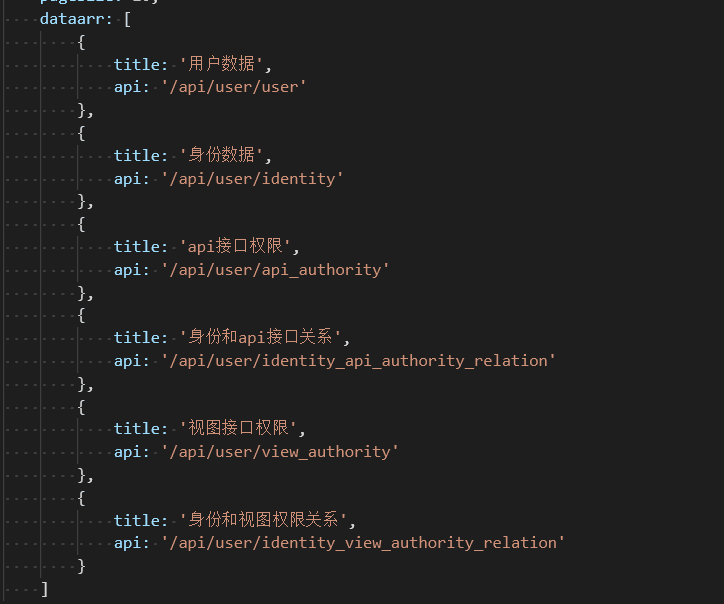 dataarr: [
{
title: '用户数据',
api: '/api/user/user'
},
{
title: '身份数据',
api: '/api/user/identity'
},
{
title: 'api接口权限',
api: '/api/user/api_authority'
},
{
title: '身份和api接口关系',
api: '/api/user/identity_api_authority_relation'
},
{
title: '视图接口权限',
api: '/api/user/view_authority'
},
{
title: '身份和视图权限关系',
api: '/api/user/identity_view_authority_relation'
}
]